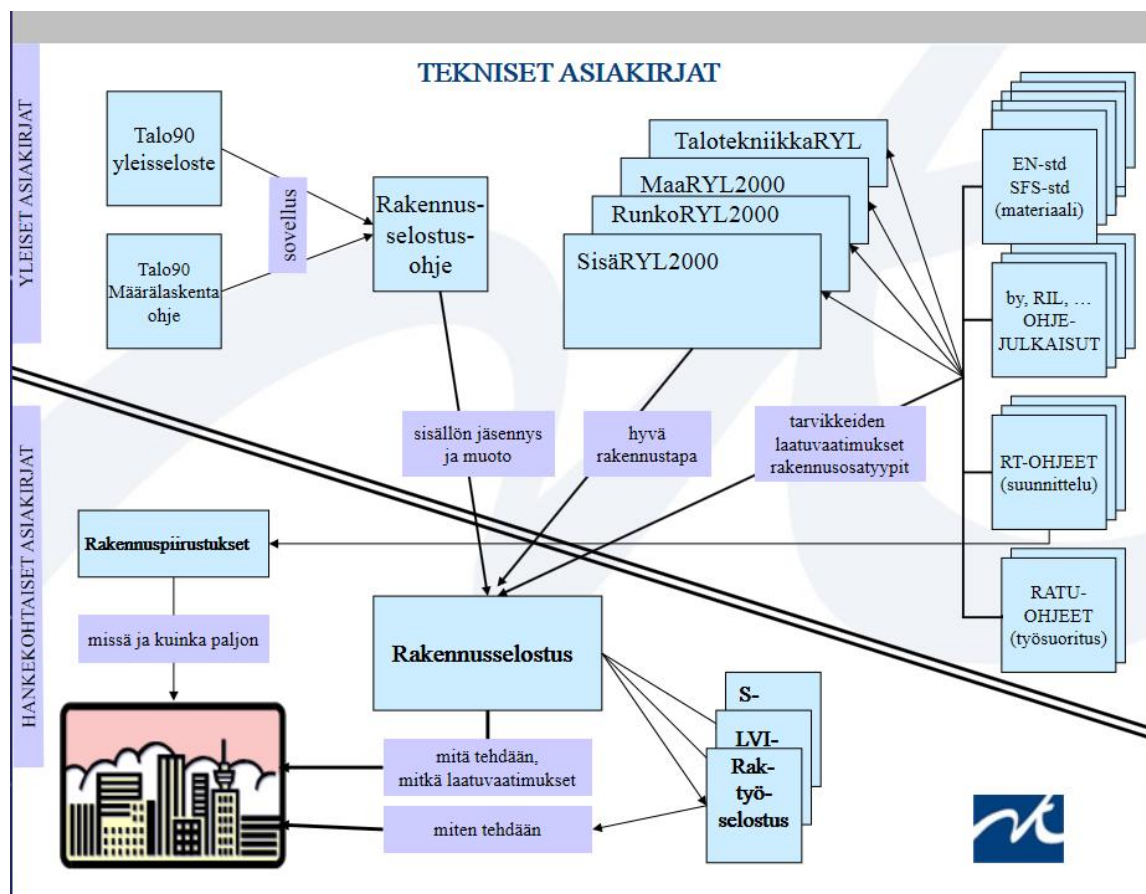 TEKNISET ASIAKIRJAT
YLEISET ASIAKIRJAT
Talo90
yleisseloste
sovellus
Talo90
Määrälaskenta
ohje
Rakennus-
selostus-
ohje
TalotekniikkaRYL
MaaRYL2000
RunkoRYL2000
SisäRYL2000
EN-std
SFS-std
(materiaali)
by, RIL, …
OHJE-
JULKAISUT
RT-OHJEET
(suunnittelu)
RATU-
OHJEET
(työsuoritus)
sisällön jäsennys
ja muoto
hyvä
rakennustapa
tarvikkeiden
laatuvaatimukset
rakennusosatyypit
HANKEKOHTAISET ASIAKIRJAT
Rakennuspiirustukset
missä ja kuinka paljon
Rakennusselostus
mitä tehdään,
mitkä laatuvaatimukset
miten tehdään
S-
LVI-
Rak-
työ-
selostus